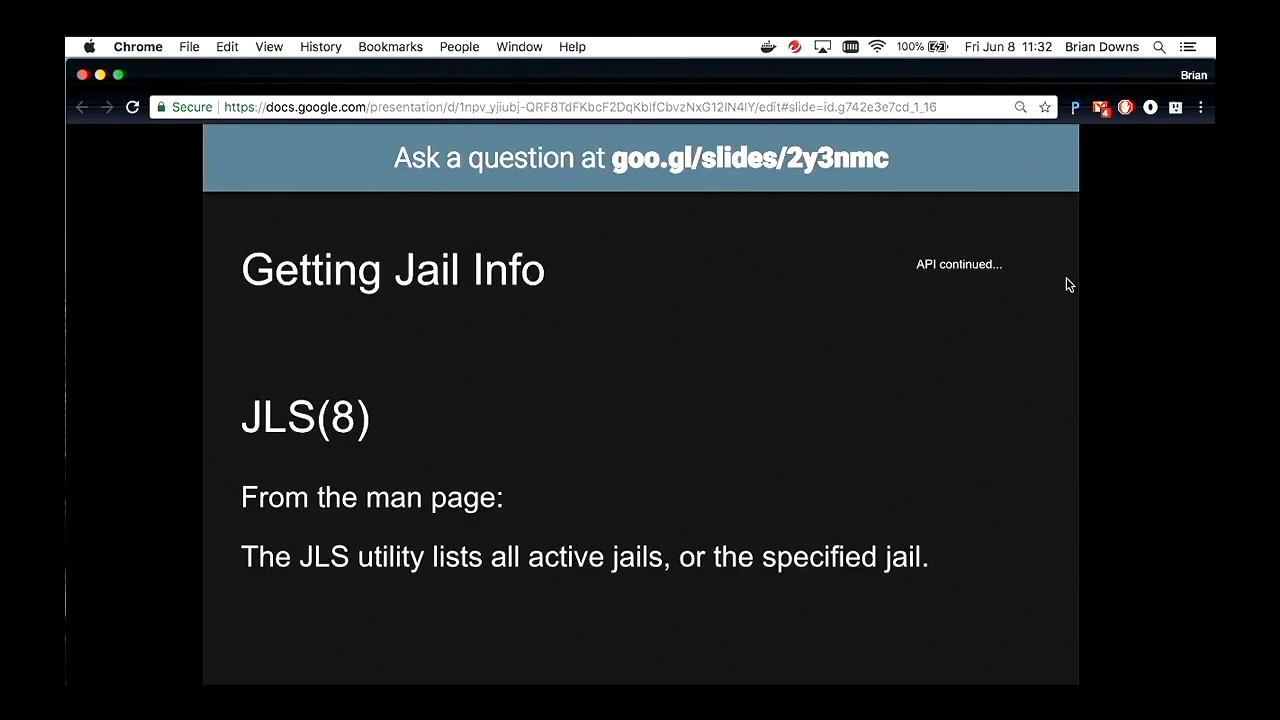 Chrome File Edit View History Bookmarks People Window Help 100% Fri Jun 8 11:32 Brian Downs
Brian
Secure https://docs.google.com/presentation/d/1npv_yjiubj-QRF8TdFKbcF2DqKbIfCbvzNxG12IN4IY/edit#slide=id.g742e3e7cd_1_16
Ask a question at goo.gl/slides/2y3nmc
Getting Jail Info
API continued...
JLS(8)
From the man page:
The JLS utility lists all active jails, or the specified jail.